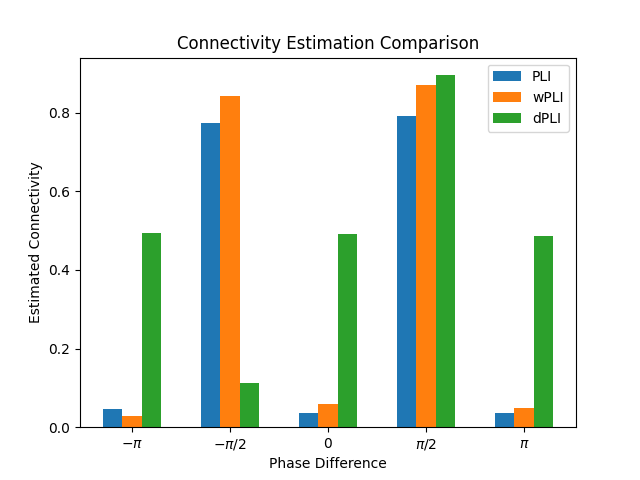 Connectivity Estimation Comparison
PLI
wPLI
dPLI
0.8
0.6
0.4
0.2
0.0
Estimated Connectivity
−π −π/2 0 π/2 π
Phase Difference